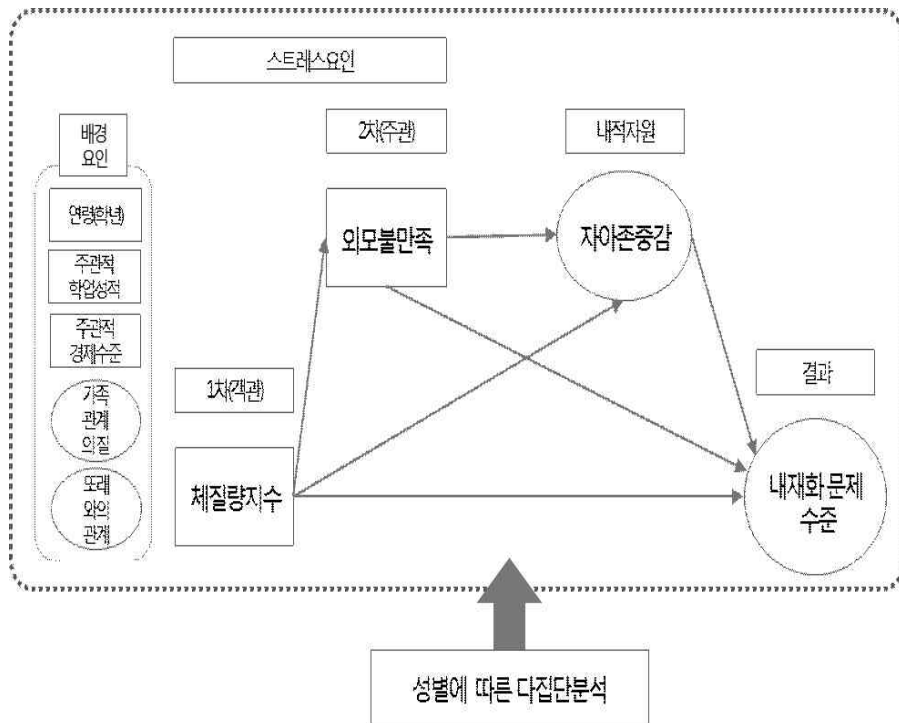 스트레스요인
2차(주관)
내적자원
배경
요인
연령(학년)
외모불만족
자아존중감
주관적
학업성적
주관적
경제수준
1차(객관)
결과
가족
관계
의질
체질량지수
내재화 문제
수준
또래
와의
관계
성별에 따른 다집단분석